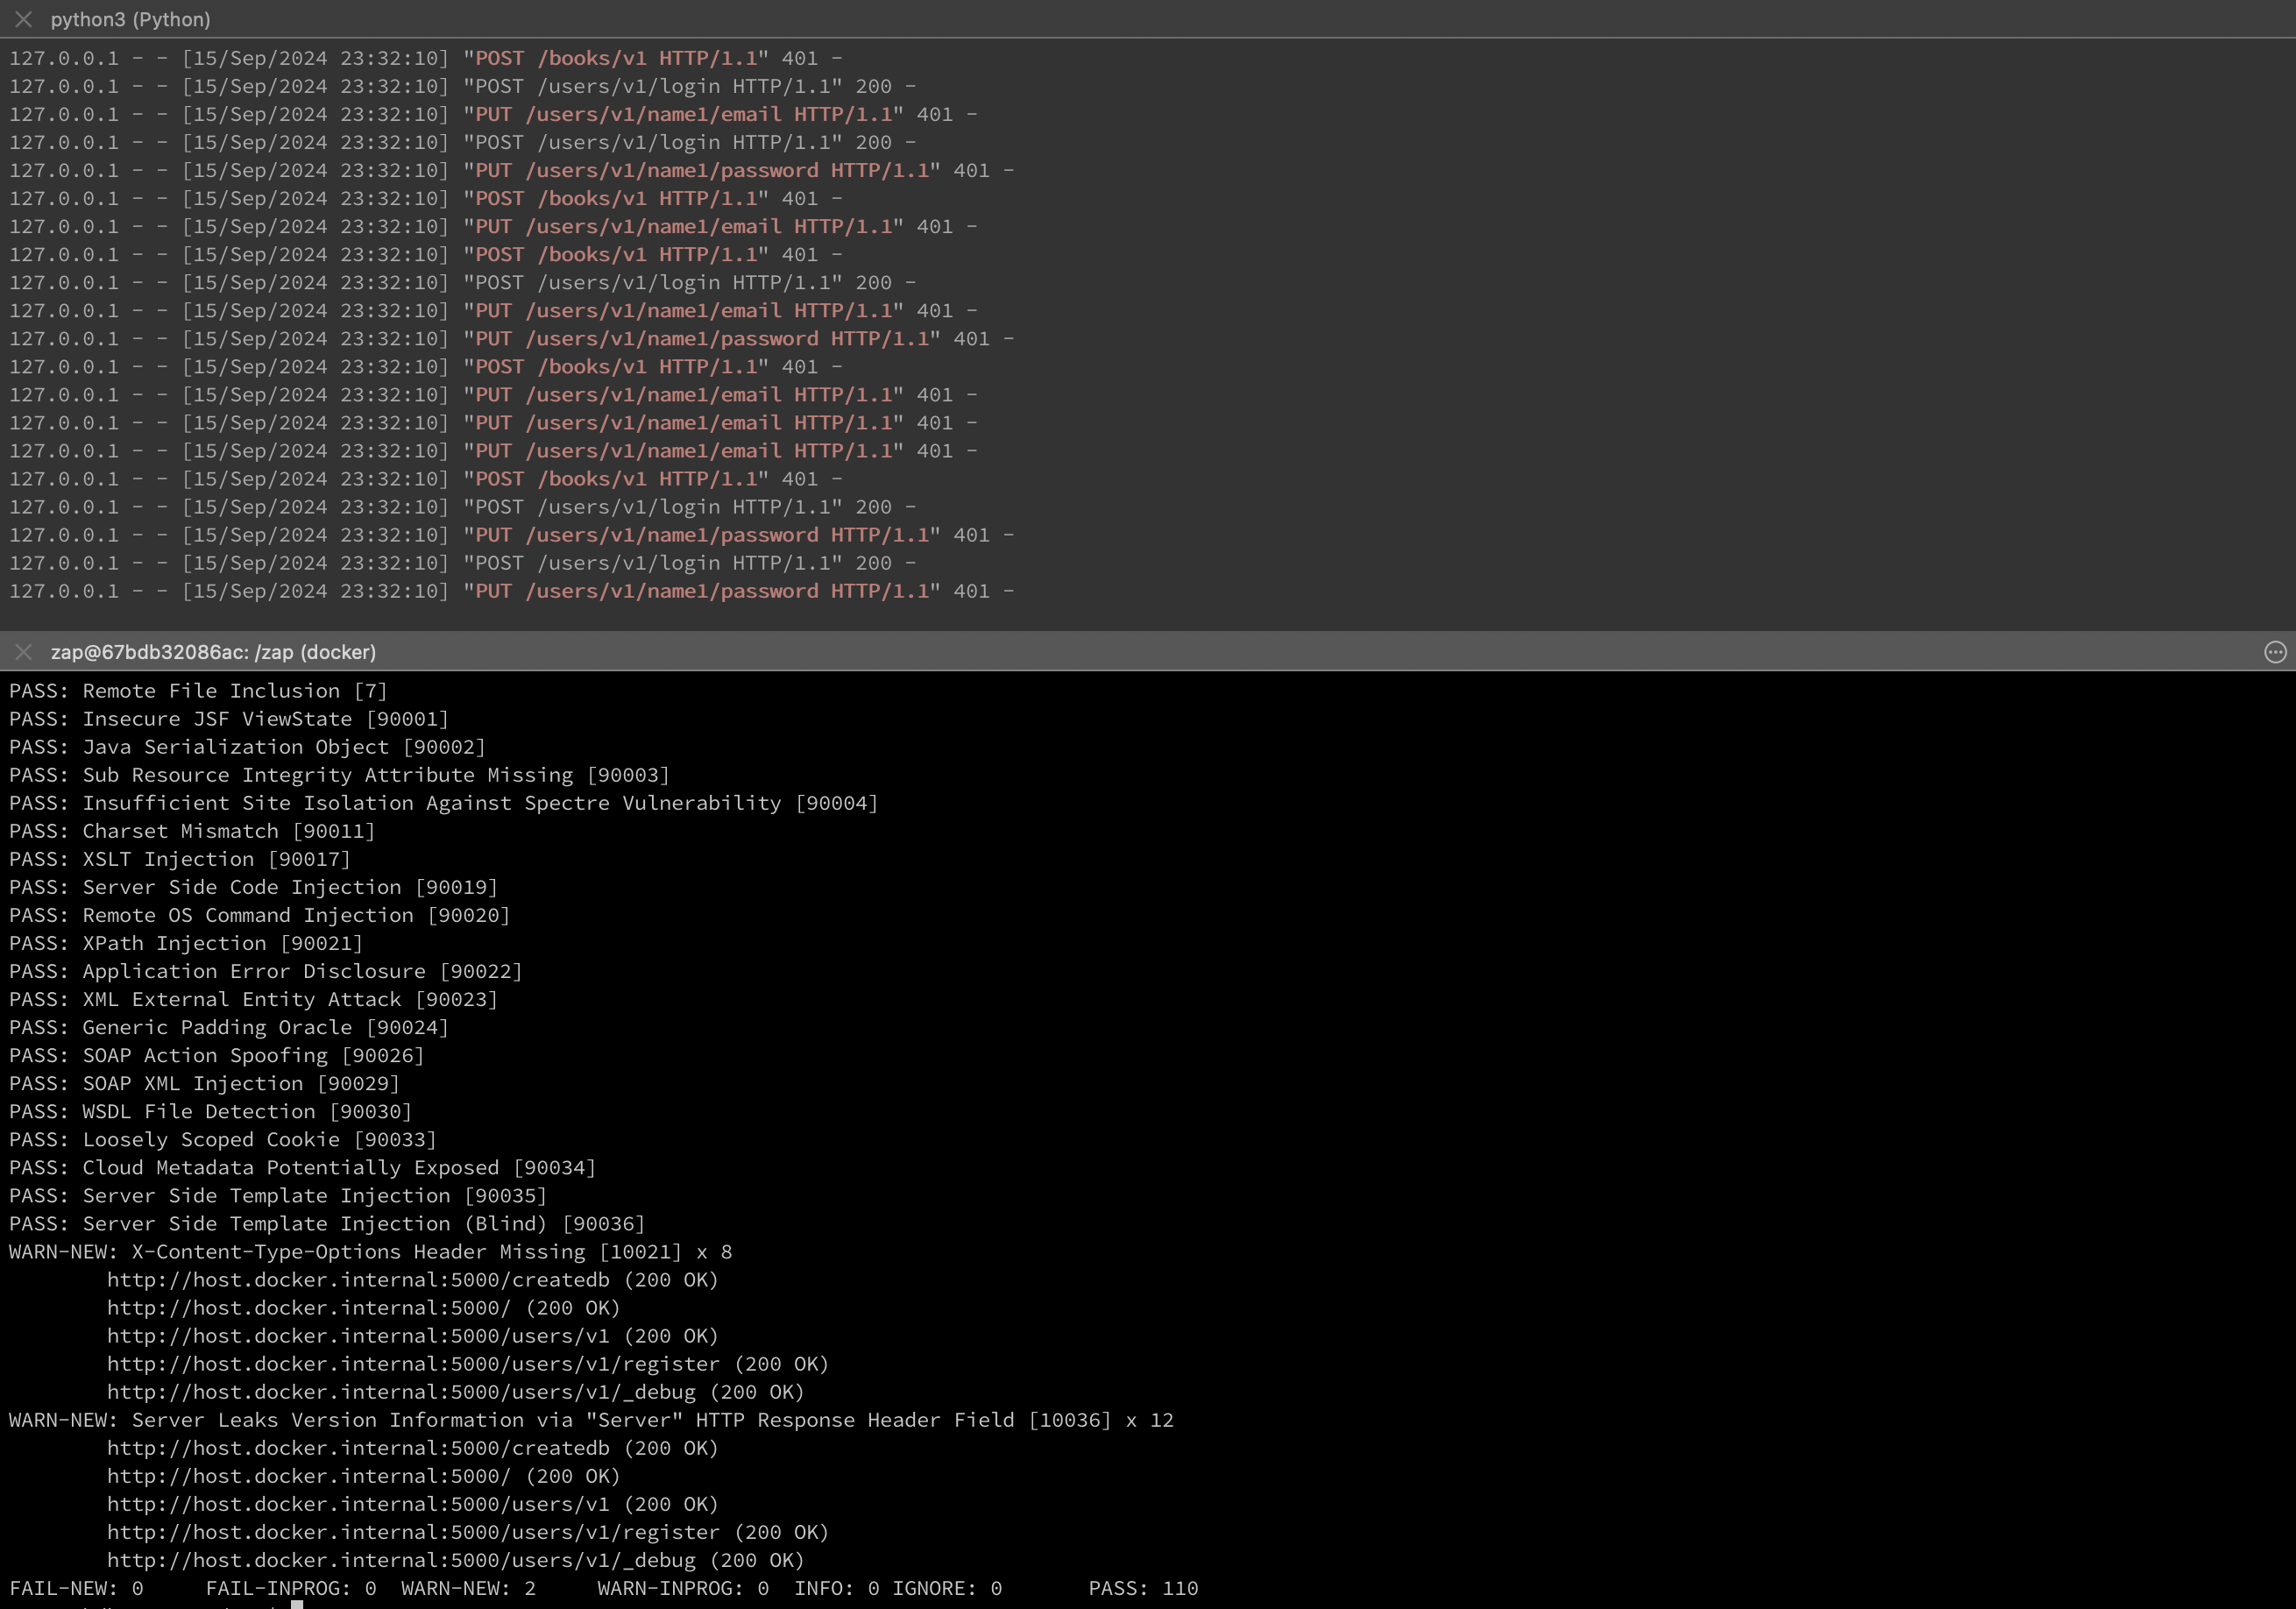 python3 (Python)
127.0.0.1 - - [15/Sep/2024 23:32:10] "POST /books/v1 HTTP/1.1" 401 -
127.0.0.1 - - [15/Sep/2024 23:32:10] "POST /users/v1/login HTTP/1.1" 200 -
127.0.0.1 - - [15/Sep/2024 23:32:10] "PUT /users/v1/name1/email HTTP/1.1" 401 -
127.0.0.1 - - [15/Sep/2024 23:32:10] "POST /users/v1/login HTTP/1.1" 200 -
127.0.0.1 - - [15/Sep/2024 23:32:10] "PUT /users/v1/name1/password HTTP/1.1" 401 -
127.0.0.1 - - [15/Sep/2024 23:32:10] "POST /books/v1 HTTP/1.1" 401 -
127.0.0.1 - - [15/Sep/2024 23:32:10] "PUT /users/v1/name1/email HTTP/1.1" 401 -
127.0.0.1 - - [15/Sep/2024 23:32:10] "POST /books/v1 HTTP/1.1" 401 -
127.0.0.1 - - [15/Sep/2024 23:32:10] "POST /users/v1/login HTTP/1.1" 200 -
127.0.0.1 - - [15/Sep/2024 23:32:10] "PUT /users/v1/name1/email HTTP/1.1" 401 -
127.0.0.1 - - [15/Sep/2024 23:32:10] "PUT /users/v1/name1/password HTTP/1.1" 401 -
127.0.0.1 - - [15/Sep/2024 23:32:10] "POST /books/v1 HTTP/1.1" 401 -
127.0.0.1 - - [15/Sep/2024 23:32:10] "PUT /users/v1/name1/email HTTP/1.1" 401 -
127.0.0.1 - - [15/Sep/2024 23:32:10] "PUT /users/v1/name1/email HTTP/1.1" 401 -
127.0.0.1 - - [15/Sep/2024 23:32:10] "PUT /users/v1/name1/email HTTP/1.1" 401 -
127.0.0.1 - - [15/Sep/2024 23:32:10] "POST /books/v1 HTTP/1.1" 401 -
127.0.0.1 - - [15/Sep/2024 23:32:10] "POST /users/v1/login HTTP/1.1" 200 -
127.0.0.1 - - [15/Sep/2024 23:32:10] "PUT /users/v1/name1/password HTTP/1.1" 401 -
127.0.0.1 - - [15/Sep/2024 23:32:10] "POST /users/v1/login HTTP/1.1" 200 -
127.0.0.1 - - [15/Sep/2024 23:32:10] "PUT /users/v1/name1/password HTTP/1.1" 401 -
zap@67bdb32086ac: /zap (docker)
PASS: Remote File Inclusion [7]
PASS: Insecure JSF ViewState [90001]
PASS: Java Serialization Object [90002]
PASS: Sub Resource Integrity Attribute Missing [90003]
PASS: Insufficient Site Isolation Against Spectre Vulnerability [90004]
PASS: Charset Mismatch [90011]
PASS: XSLT Injection [90017]
PASS: Server Side Code Injection [90019]
PASS: Remote OS Command Injection [90020]
PASS: XPath Injection [90021]
PASS: Application Error Disclosure [90022]
PASS: XML External Entity Attack [90023]
PASS: Generic Padding Oracle [90024]
PASS: SOAP Action Spoofing [90026]
PASS: SOAP XML Injection [90029]
PASS: WSDL File Detection [90030]
PASS: Loosely Scoped Cookie [90033]
PASS: Cloud Metadata Potentially Exposed [90034]
PASS: Server Side Template Injection [90035]
PASS: Server Side Template Injection (Blind) [90036]
WARN-NEW: X-Content-Type-Options Header Missing [10021] x 8
http://host.docker.internal:5000/createdb (200 OK)
http://host.docker.internal:5000/ (200 OK)
http://host.docker.internal:5000/users/v1 (200 OK)
http://host.docker.internal:5000/users/v1/register (200 OK)
http://host.docker.internal:5000/users/v1/_debug (200 OK)
WARN-NEW: Server Leaks Version Information via "Server" HTTP Response Header Field [10036] x 12
http://host.docker.internal:5000/createdb (200 OK)
http://host.docker.internal:5000/ (200 OK)
http://host.docker.internal:5000/users/v1 (200 OK)
http://host.docker.internal:5000/users/v1/register (200 OK)
http://host.docker.internal:5000/users/v1/_debug (200 OK)
FAIL-NEW: 0 FAIL-INPROG: 0 WARN-NEW: 2 WARN-INPROG: 0 INFO: 0 IGNORE: 0 PASS: 110